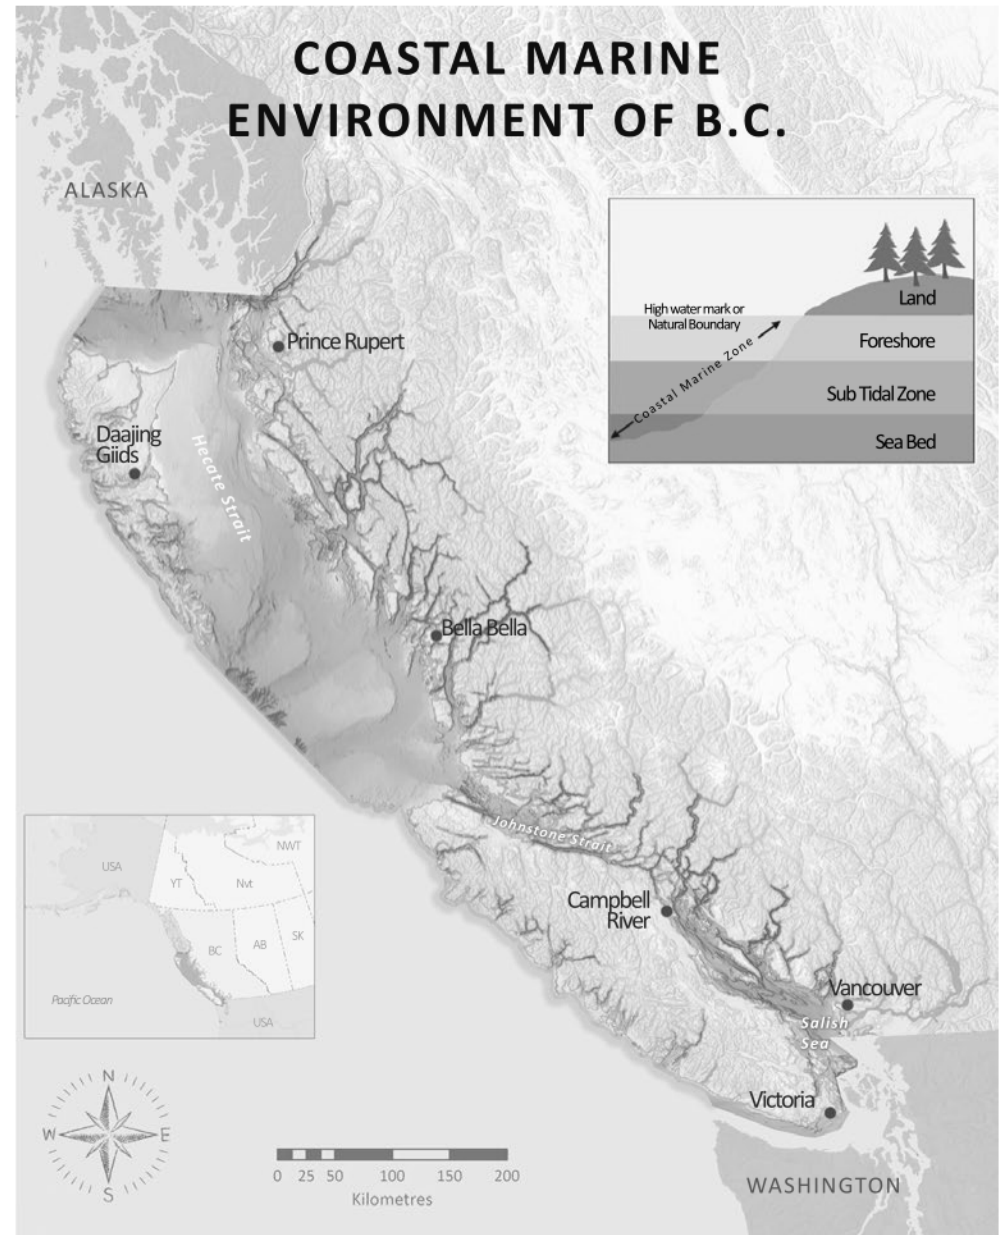 COASTAL MARINE
ENVIRONMENT OF B.C.
ALASKA
High water mark or
Natural Boundary
Coastal Marine Zone
Land
Foreshore
Sub Tidal Zone
Sea Bed
Prince Rupert
Daajing
Giids
Hecate Strait
Bella Bella
Johnstone Strait
Campbell
River
Vancouver
Salish
Sea
Victoria
WASHINGTON
USA
NWT
YT
Nvt
BC
AB
SK
Pacific Ocean
USA
N
W
E
S
0 25 50 100 150 200
Kilometres